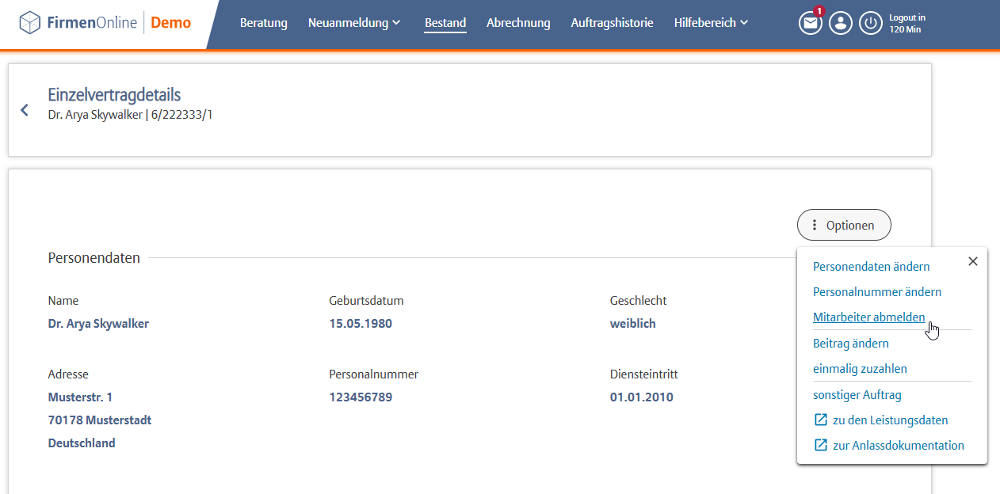 FirmenOnline Demo
Beratung Neuanmeldung Bestand Abrechnung Auftragshistorie Hilfebereich
1
Logout in
120 Min
Einzelvertragdetails
Dr. Arya Skywalker | 6/222333/1
Optionen
Personendaten
Personendaten ändern
Personalnummer ändern
Mitarbeiter abmelden
Beitrag ändern
einmalig zuzahlen
sonstiger Auftrag
zu den Leistungsdaten
zur Anlassdokumentation
Name Geburtsdatum Geschlecht
Dr. Arya Skywalker 15.05.1980 weiblich
Adresse Personalnummer Diensteintritt
Musterstr. 1 123456789 01.01.2010
70178 Musterstadt
Deutschland